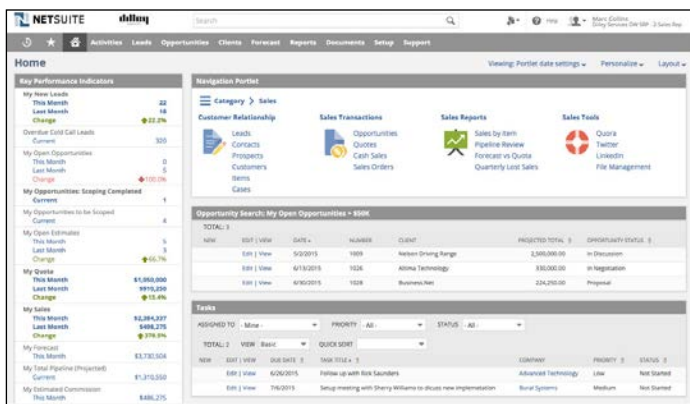 NETSUITE
dilley
Search
Help
Marc Collins
Activities Leads Opportunities Clients Forecast Reports Documents Setup Support
Home
Viewing: Portlet date settings
Personalize
Layout
Key Performance Indicators
My New Leads
This Month 22
Last Month 18
Change 22.2%
Overdue Cold Call Leads
Current 320
My Open Opportunities
This Month 0
Last Month 5
Change 100.0%
My Opportunities: Scoping Completed
Current 1
My Opportunities to be Scoped
Current 4
My Open Estimates
This Month 5
Last Month 3
Change 66.7%
My Quota
This Month $1,050,000
Last Month $910,250
Change 15.4%
My Sales
This Month $2,384,337
Last Month $498,275
Change 378.5%
My Forecast
This Month $3,730,504
My Total Pipeline (Projected)
Current $1,310,550
My Estimated Commission
This Month $486,275
Navigation Portlet
Category > Sales
Customer Relationship
Leads
Contacts
Prospects
Customers
Items
Cases
Sales Transactions
Opportunities
Quotes
Cash Sales
Sales Orders
Sales Reports
Sales by Item
Pipeline Review
Forecast vs Quota
Quarterly Lost Sales
Sales Tools
Quora
Twitter
LinkedIn
File Management
Opportunity Search: My Open Opportunities > $50K
TOTAL: 3
NEW EDIT | VIEW DATE NUMBER CLIENT PROJECTED TOTAL OPPORTUNITY STATUS
Edit | View 5/2/2015 1009 Nelson Driving Range 2,500,000.00 In Discussion
Edit | View 6/13/2015 1026 Altima Technology 330,000.00 In Negotiation
Edit | View 6/30/2015 1028 Business.Net 224,250.00 Proposal
Tasks
ASSIGNED TO - Mine - PRIORITY - All - STATUS - All -
TOTAL: 2 VIEW Basic QUICK SORT
NEW EDIT | VIEW DUE DATE TASK TITLE COMPANY PRIORITY STATUS
Edit | View 6/26/2015 Follow up with Rick Saunders Advanced Technology Low Not Started
Edit | View 7/6/2015 Setup meeting with Sherry Williams to dicuss new implemetation Bural Systems Medium Not Started